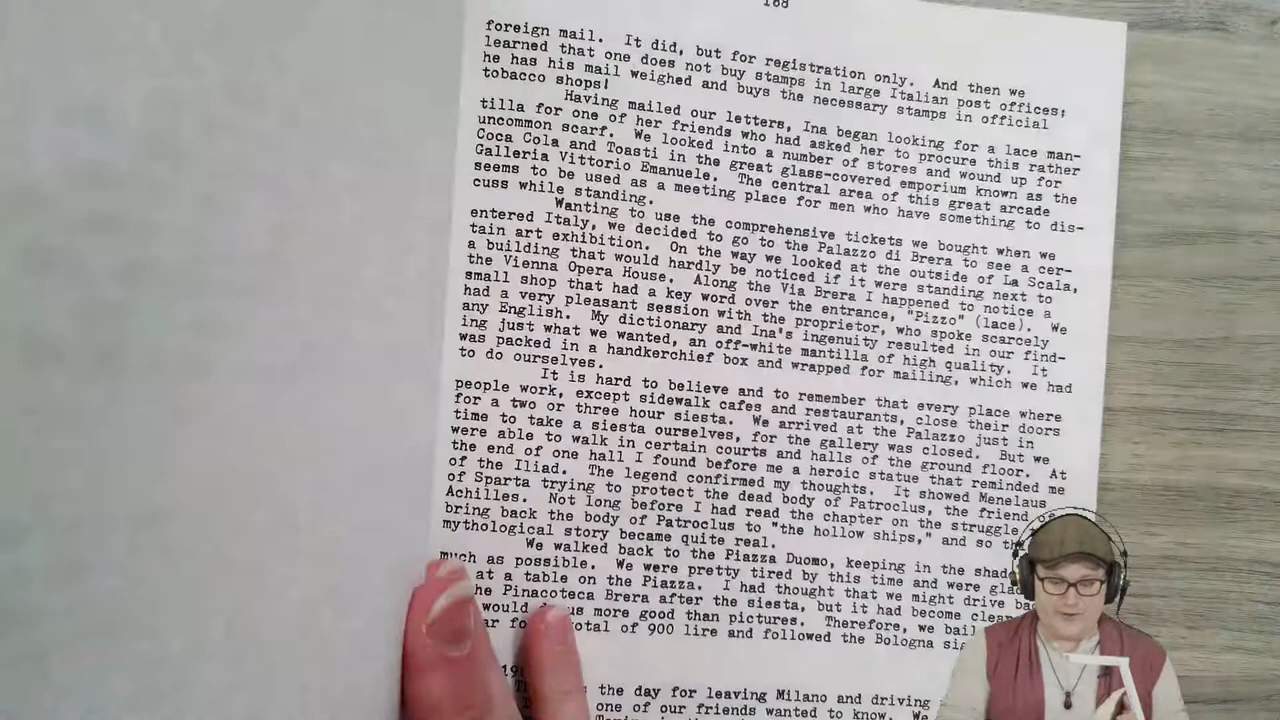 188
foreign mail. It did, but for registration only. And then we
learned that one does not buy stamps in large Italian post offices;
he has his mail weighed and buys the necessary stamps in official
tobacco shops!
Having mailed our letters, Ina began looking for a lace man-
tilla for one of her friends who had asked her to procure this rather
uncommon scarf. We looked into a number of stores and wound up for
Coca Cola and Toasti in the great glass-covered emporium known as the
Galleria Vittorio Emanuele. The central area of this great arcade
seems to be used as a meeting place for men who have something to dis-
cuss while standing.
Wanting to use the comprehensive tickets we bought when we
entered Italy, we decided to go to the Palazzo di Brera to see a cer-
tain art exhibition. On the way we looked at the outside of La Scala,
a building that would hardly be noticed if it were standing next to
the Vienna Opera House. Along the Via Brera I happened to notice a
small shop that had a key word over the entrance, "Pizzo" (lace). We
had a very pleasant session with the proprietor, who spoke scarcely
any English. My dictionary and Ina's ingenuity resulted in our find-
ing just what we wanted, an off-white mantilla of high quality. It
was packed in a handkerchief box and wrapped for mailing, which we had
to do ourselves.
It is hard to believe and to remember that every place where
people work, except sidewalk cafes and restaurants, close their doors
for a two or three hour siesta. We arrived at the Palazzo just in
time to take a siesta ourselves, for the gallery was closed. But we
were able to walk in certain courts and halls of the ground floor. At
the end of one hall I found before me a heroic statue that reminded me
of the Iliad. The legend confirmed my thoughts. It showed Menelaus
of Sparta trying to protect the dead body of Patroclus, the friend of
Achilles. Not long before I had read the chapter on the struggle
bring back the body of Patroclus to "the hollow ships," and so
mythological story became quite real.
We walked back to the Piazza Duomo, keeping in the
much as possible. We were pretty tired by this time and were
at a table on the Piazza. I had thought that we might drive
Pinacoteca Brera after the siesta, but it had become
would us more good than pictures. Therefore, we
total of 900 lire and followed the Bologna
the day for leaving Milano and driving
one of our friends wanted to know. We